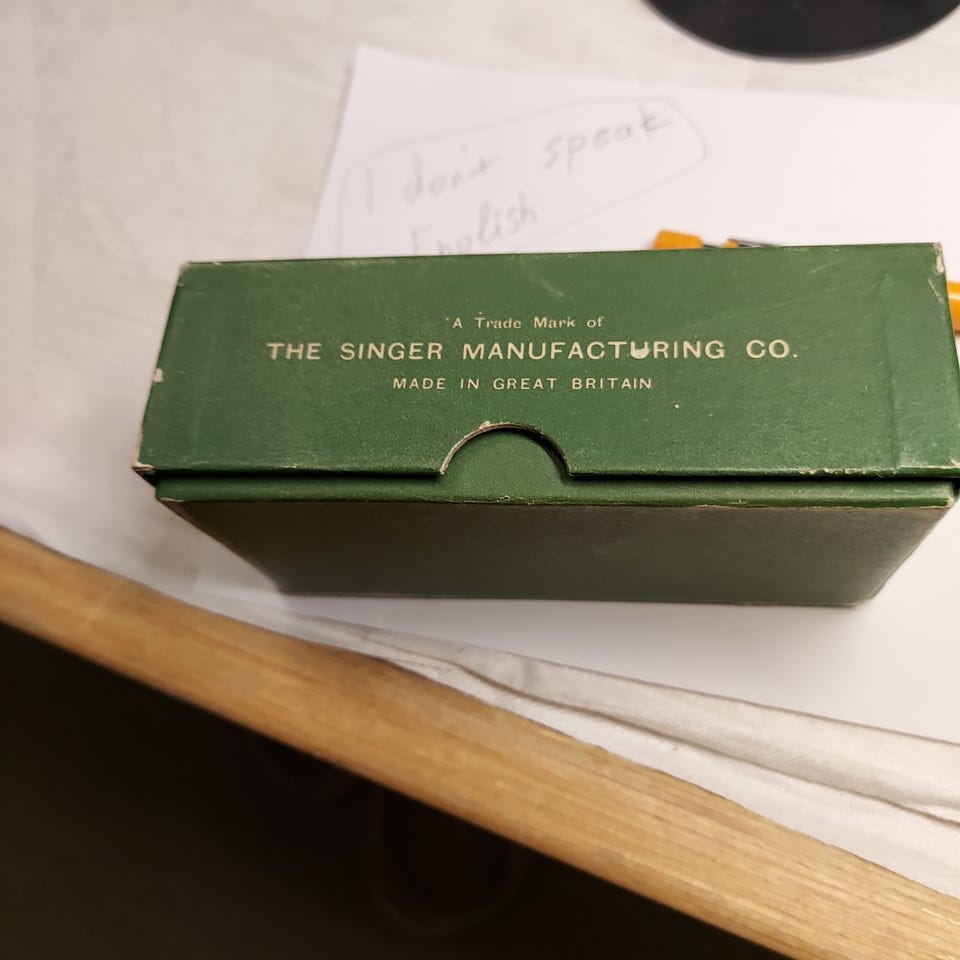 I don't speak
English
A Trade Mark of
THE SINGER MANUFACTURING CO.
MADE IN GREAT BRITAIN